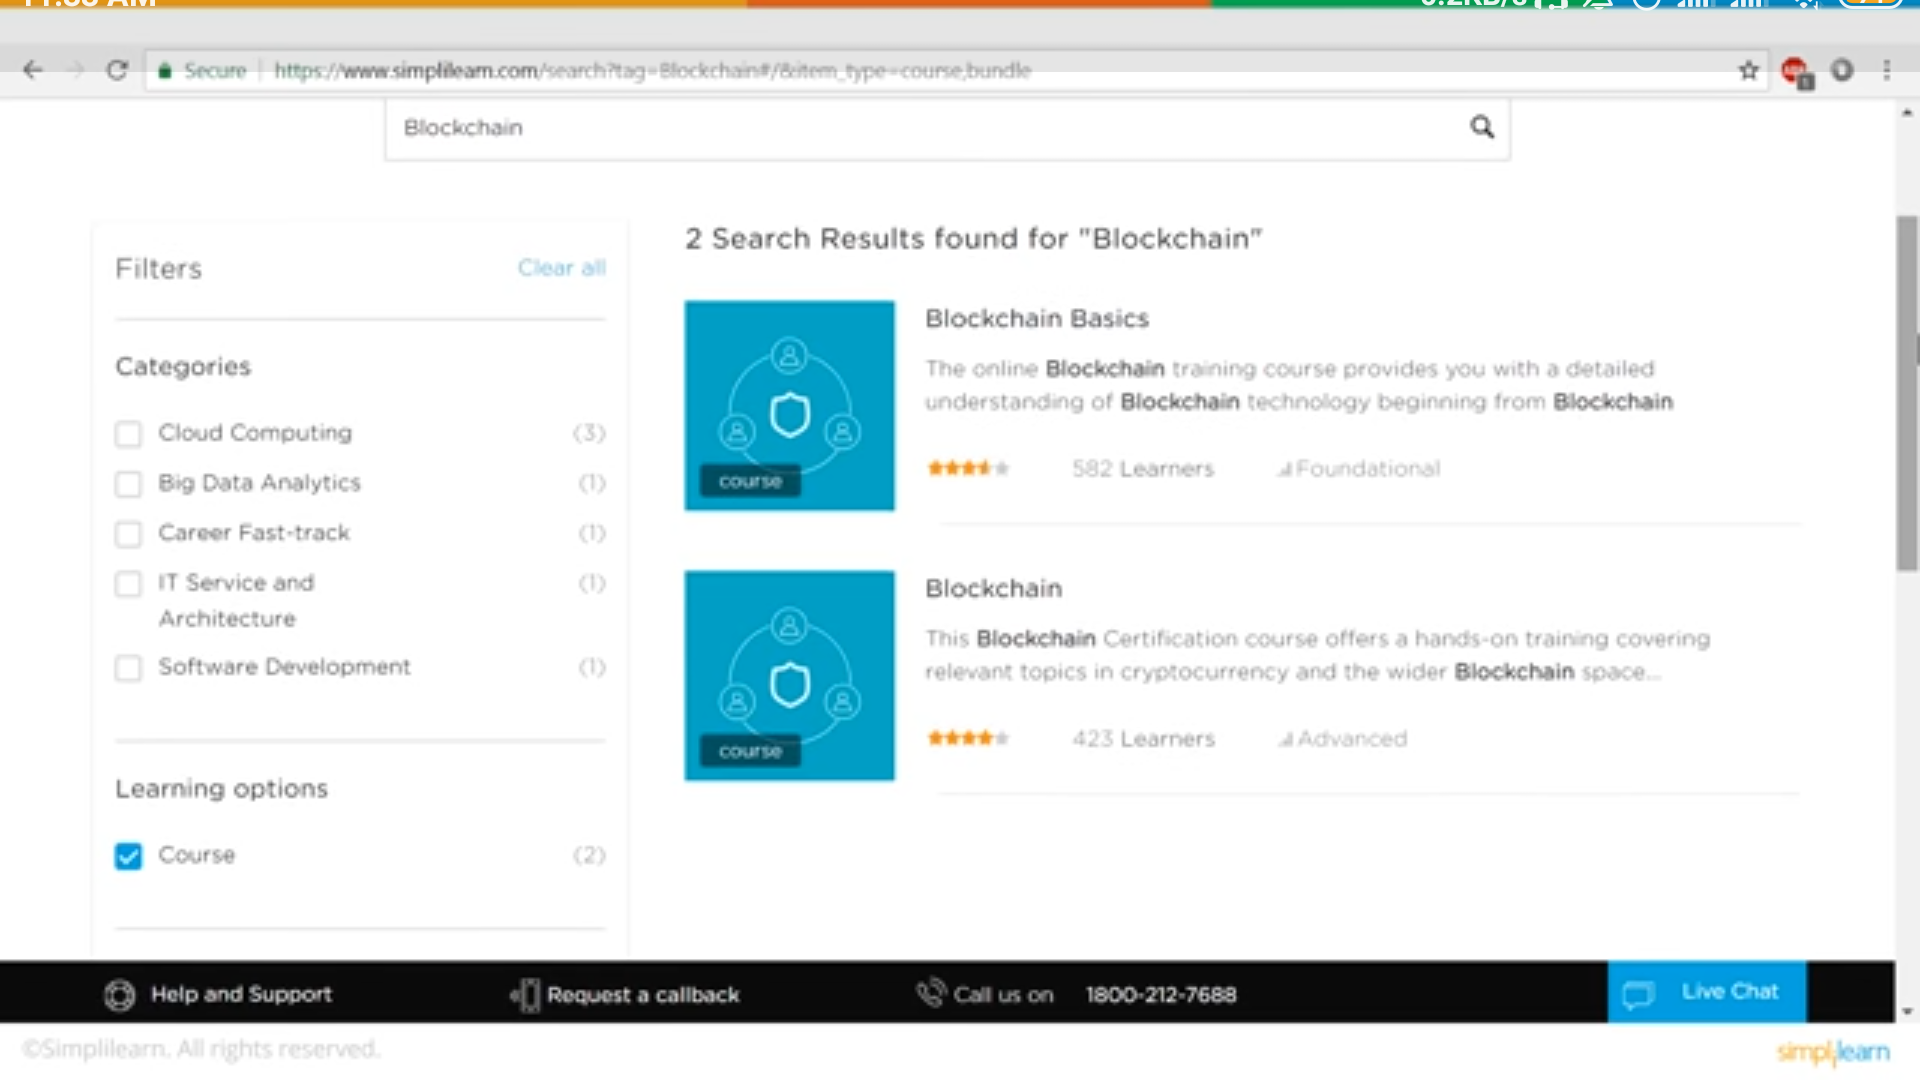 Secure
https://www.simplilearn.com/search?tag=Blockchain#/&item_type=course,bundle
Blockchain
Filters
Clear all
Categories
Cloud Computing (3)
Big Data Analytics (1)
Career Fast-track (1)
IT Service and (1)
Architecture
Software Development (1)
Learning options
Course (2)
2 Search Results found for "Blockchain"
Blockchain Basics
The online Blockchain training course provides you with a detailed
understanding of Blockchain technology beginning from Blockchain
course
582 Learners
Foundational
Blockchain
This Blockchain Certification course offers a hands-on training covering
relevant topics in cryptocurrency and the wider Blockchain space...
course
423 Learners
Advanced
Help and Support
Request a callback
Call us on 1800-212-7688
Live Chat
©Simplilearn. All rights reserved.
simplilearn